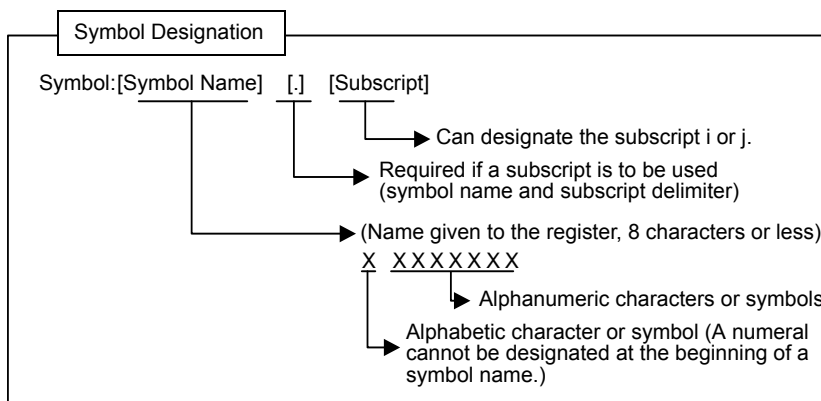 Symbol Designation
Symbol:[Symbol Name] [.] [Subscript]
Can designate the subscript i or j.
Required if a subscript is to be used
(symbol name and subscript delimiter)
(Name given to the register, 8 characters or less)
X XXXXXXX
Alphanumeric characters or symbols
Alphabetic character or symbol (A numeral
cannot be designated at the beginning of a
symbol name.)